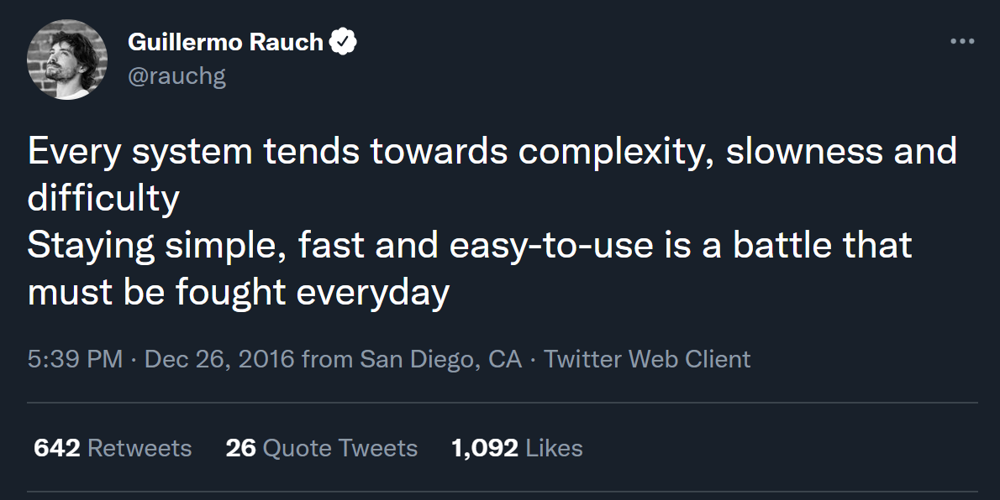 Guillermo Rauch
@rauchg
Every system tends towards complexity, slowness and
difficulty
Staying simple, fast and easy-to-use is a battle that
must be fought everyday
5:39 PM · Dec 26, 2016 from San Diego, CA · Twitter Web Client
642 Retweets 26 Quote Tweets 1,092 Likes